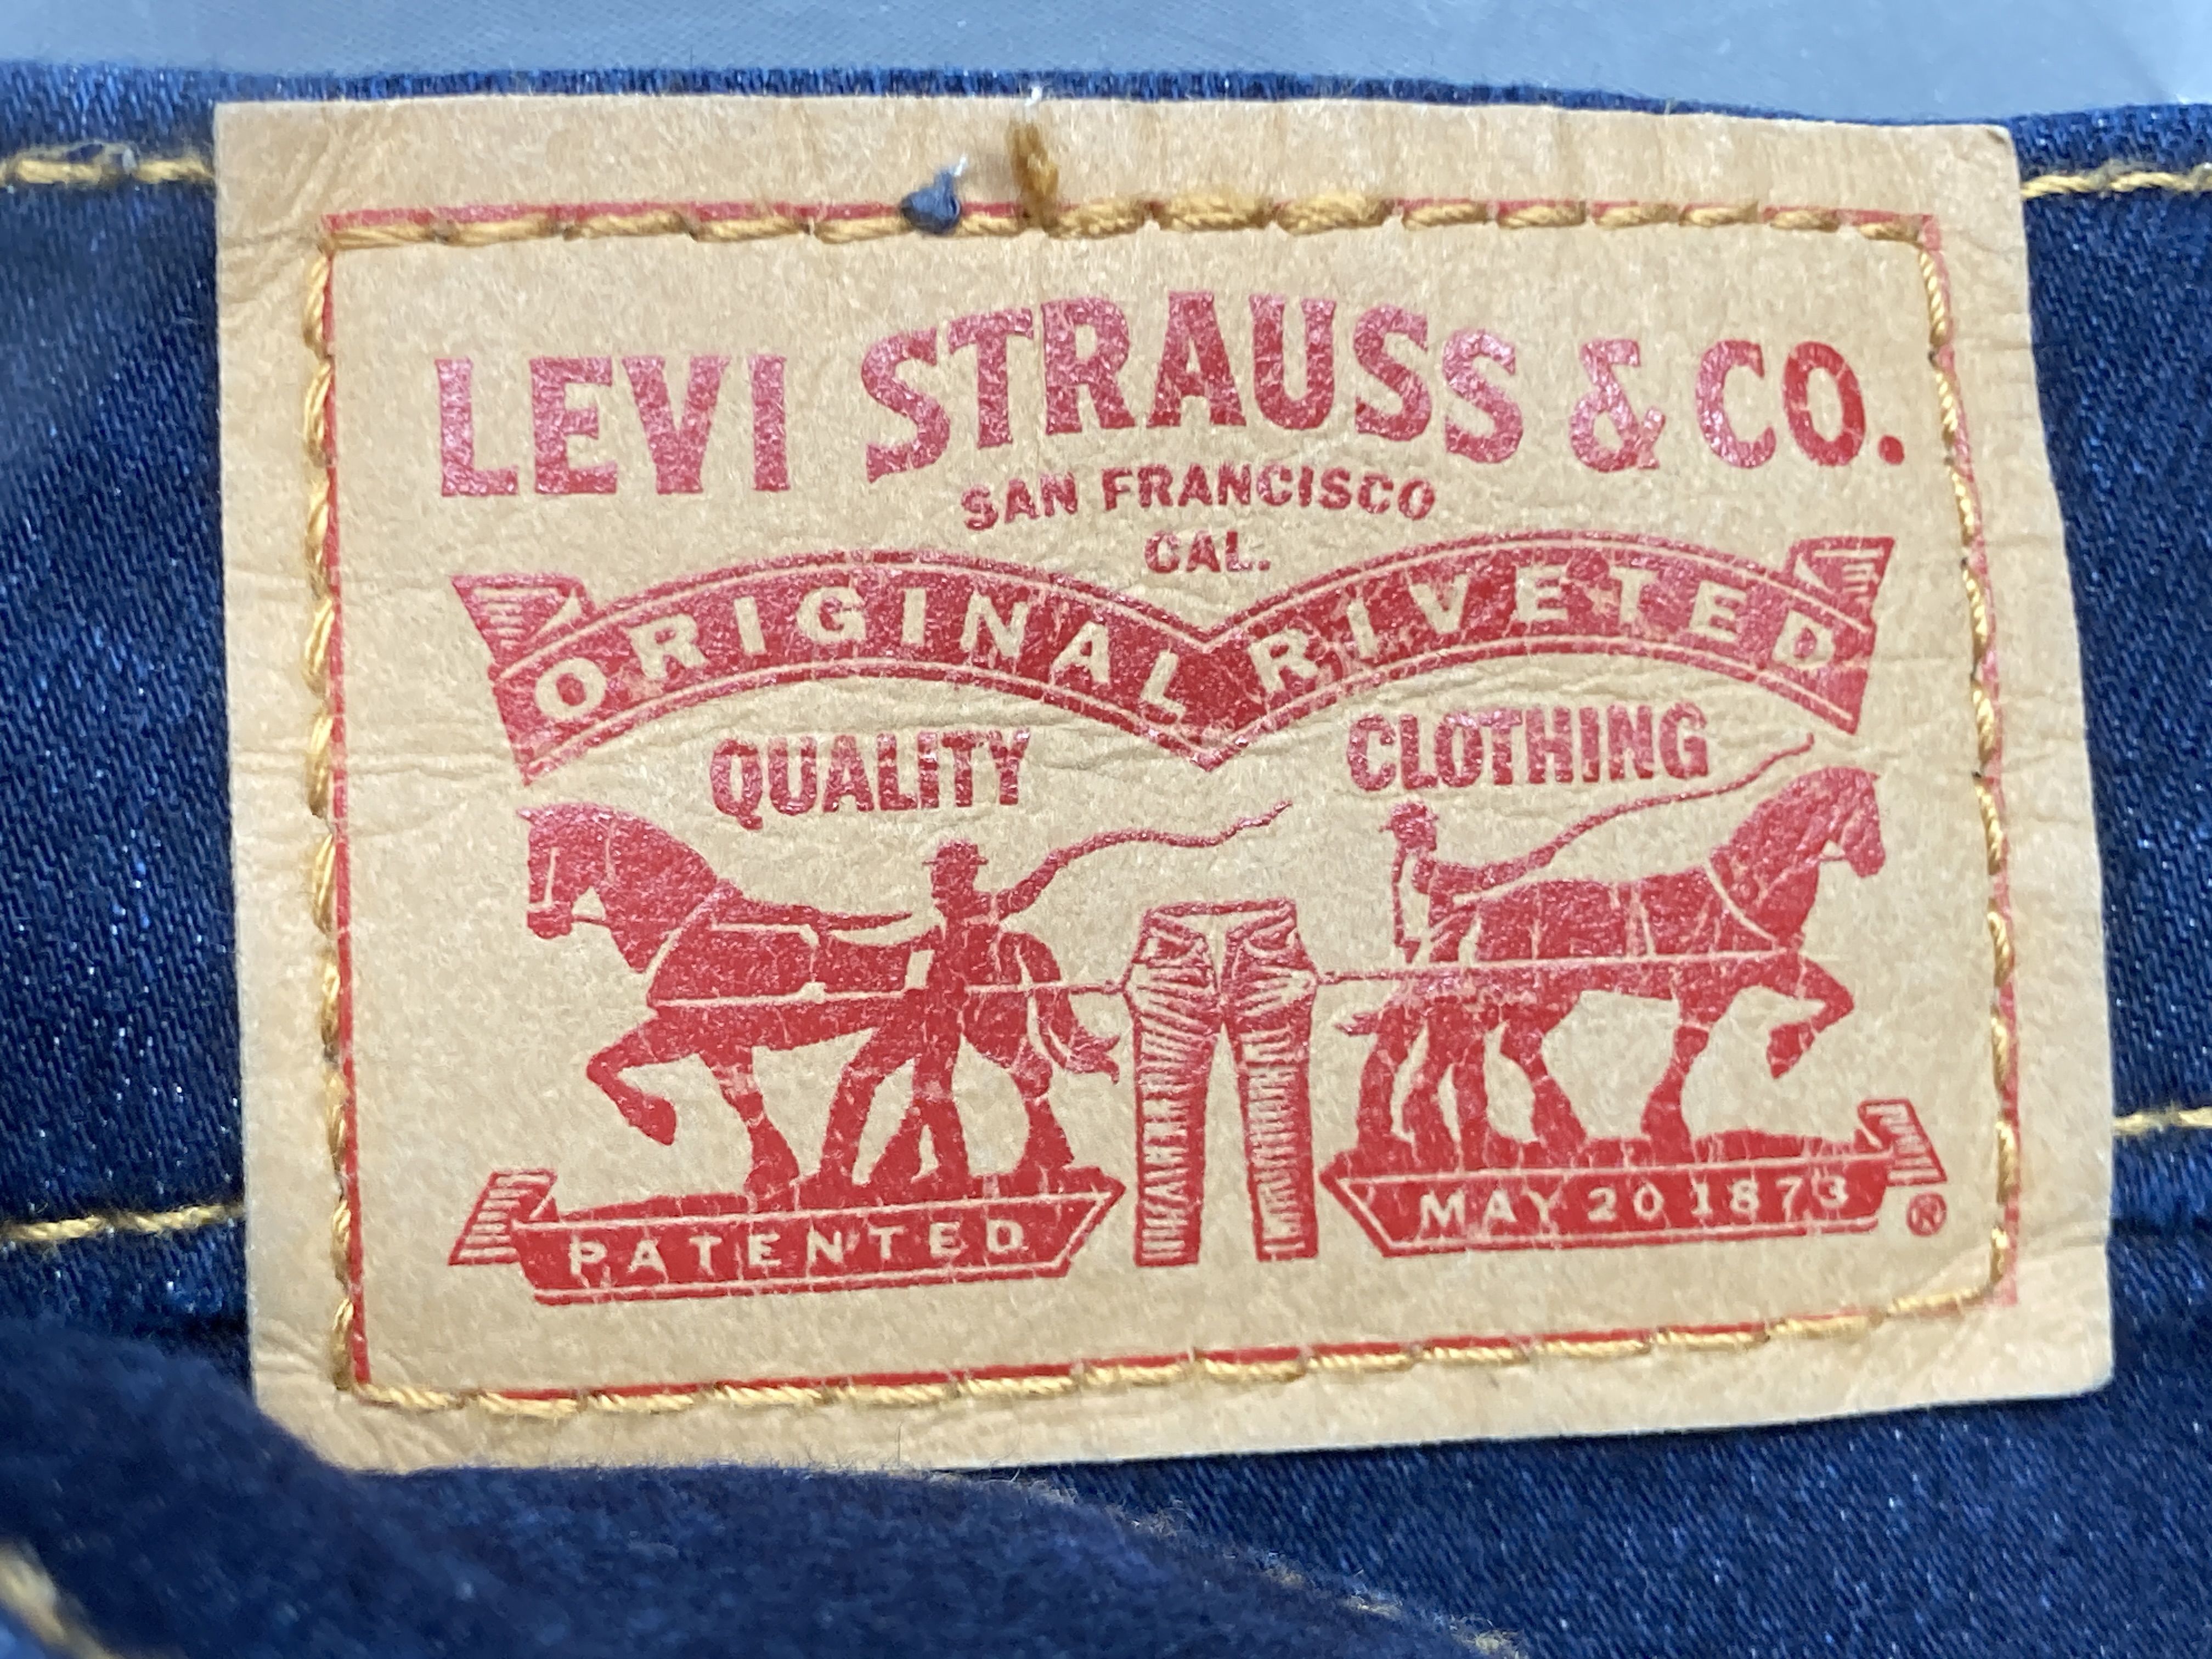 LEVI STRAUSS & CO.
SAN FRANCISCO
CAL.
ORIGINAL RIVETED
QUALITY CLOTHING
PATENTED MAY 20 1873 ®